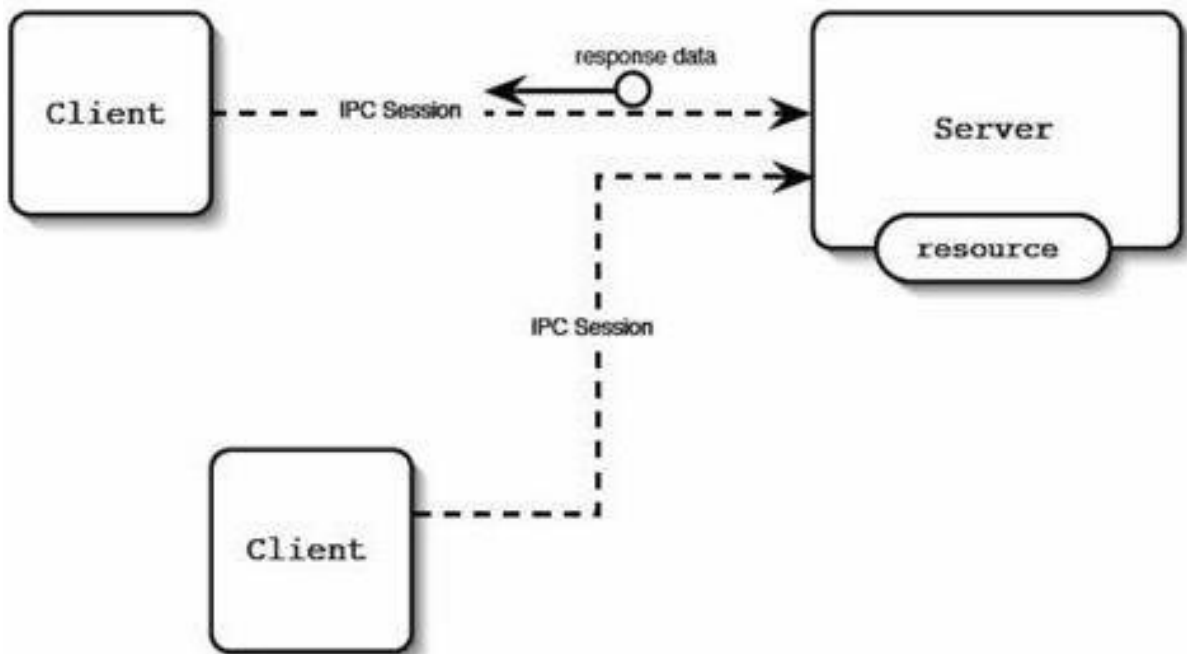 response data
Client
IPC Session
Server
resource
IPC Session
Client